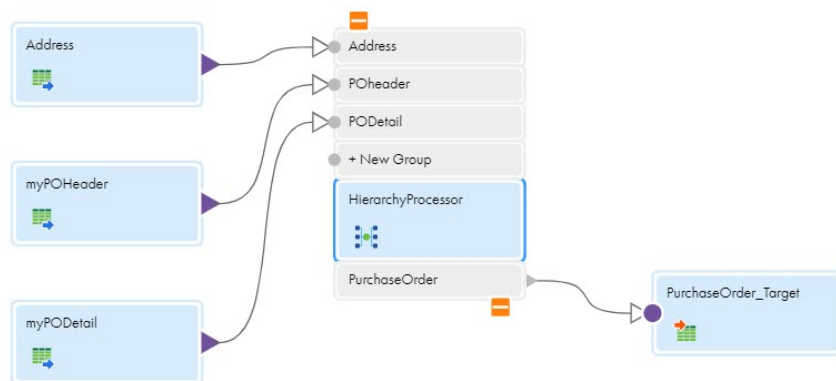 Address
myPOHeader
myPODetail
Address
POheader
PODetail
+ New Group
HierarchyProcessor
PurchaseOrder
PurchaseOrder_Target